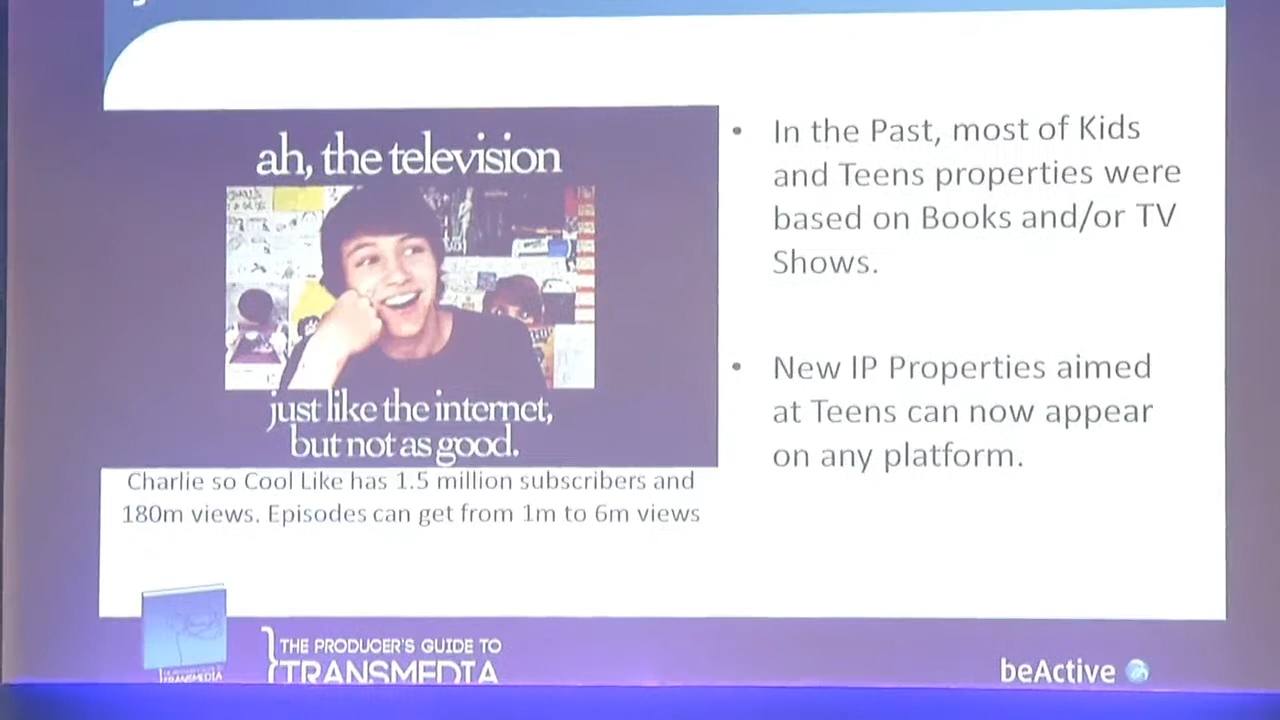 ah, the television
just like the internet,
but not as good.
Charlie so Cool Like has 1.5 million subscribers and
180m views. Episodes can get from 1m to 6m views
• In the Past, most of Kids
and Teens properties were
based on Books and/or TV
Shows.
• New IP Properties aimed
at Teens can now appear
on any platform.
THE PRODUCER'S GUIDE TO
TRANSMEDIA
TRANSMEDIA
beActive